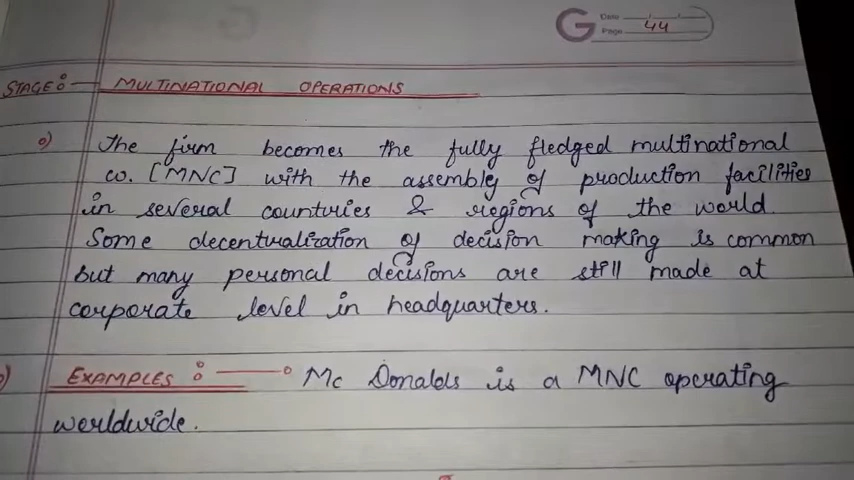 G Date
Page 44
STAGE :— MULTINATIONAL OPERATIONS
o) The firm becomes the fully fledged multinational
co. [MNC] with the assembly of production facilities
in several countries & regions of the world.
Some decentralization of decision making is common
but many personal decisions are still made at
corporate level in headquarters.
o) EXAMPLES :— Mc Donalds is a MNC operating
worldwide.